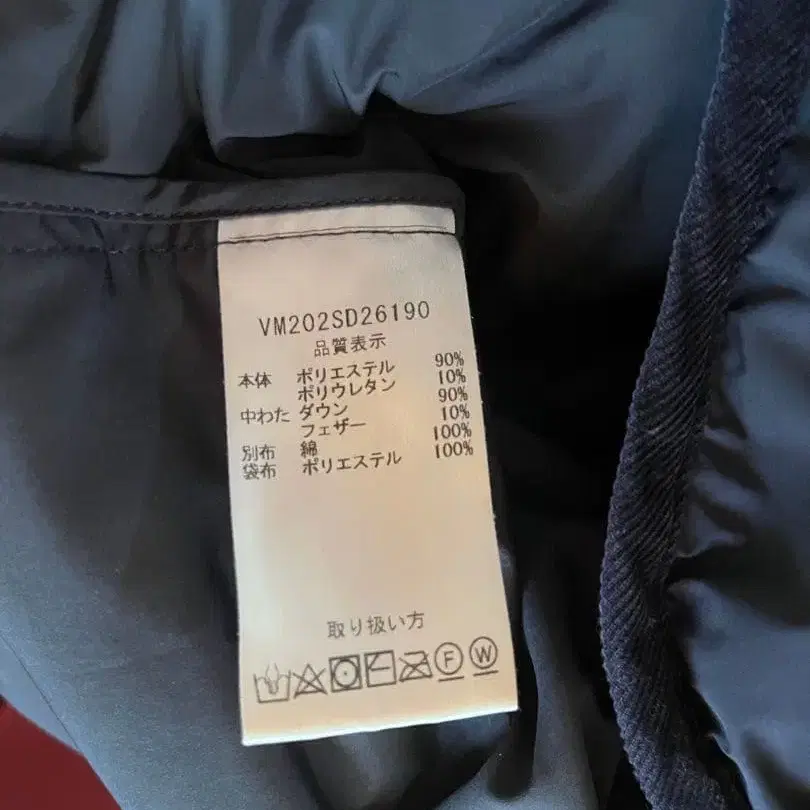 VM202SD26190
品質表示
本体 ポリエステル 90%
ポリウレタン 10%
中わた ダウン 90%
フェザー 10%
別布 綿 100%
袋布 ポリエステル 100%
取り扱い方
F W